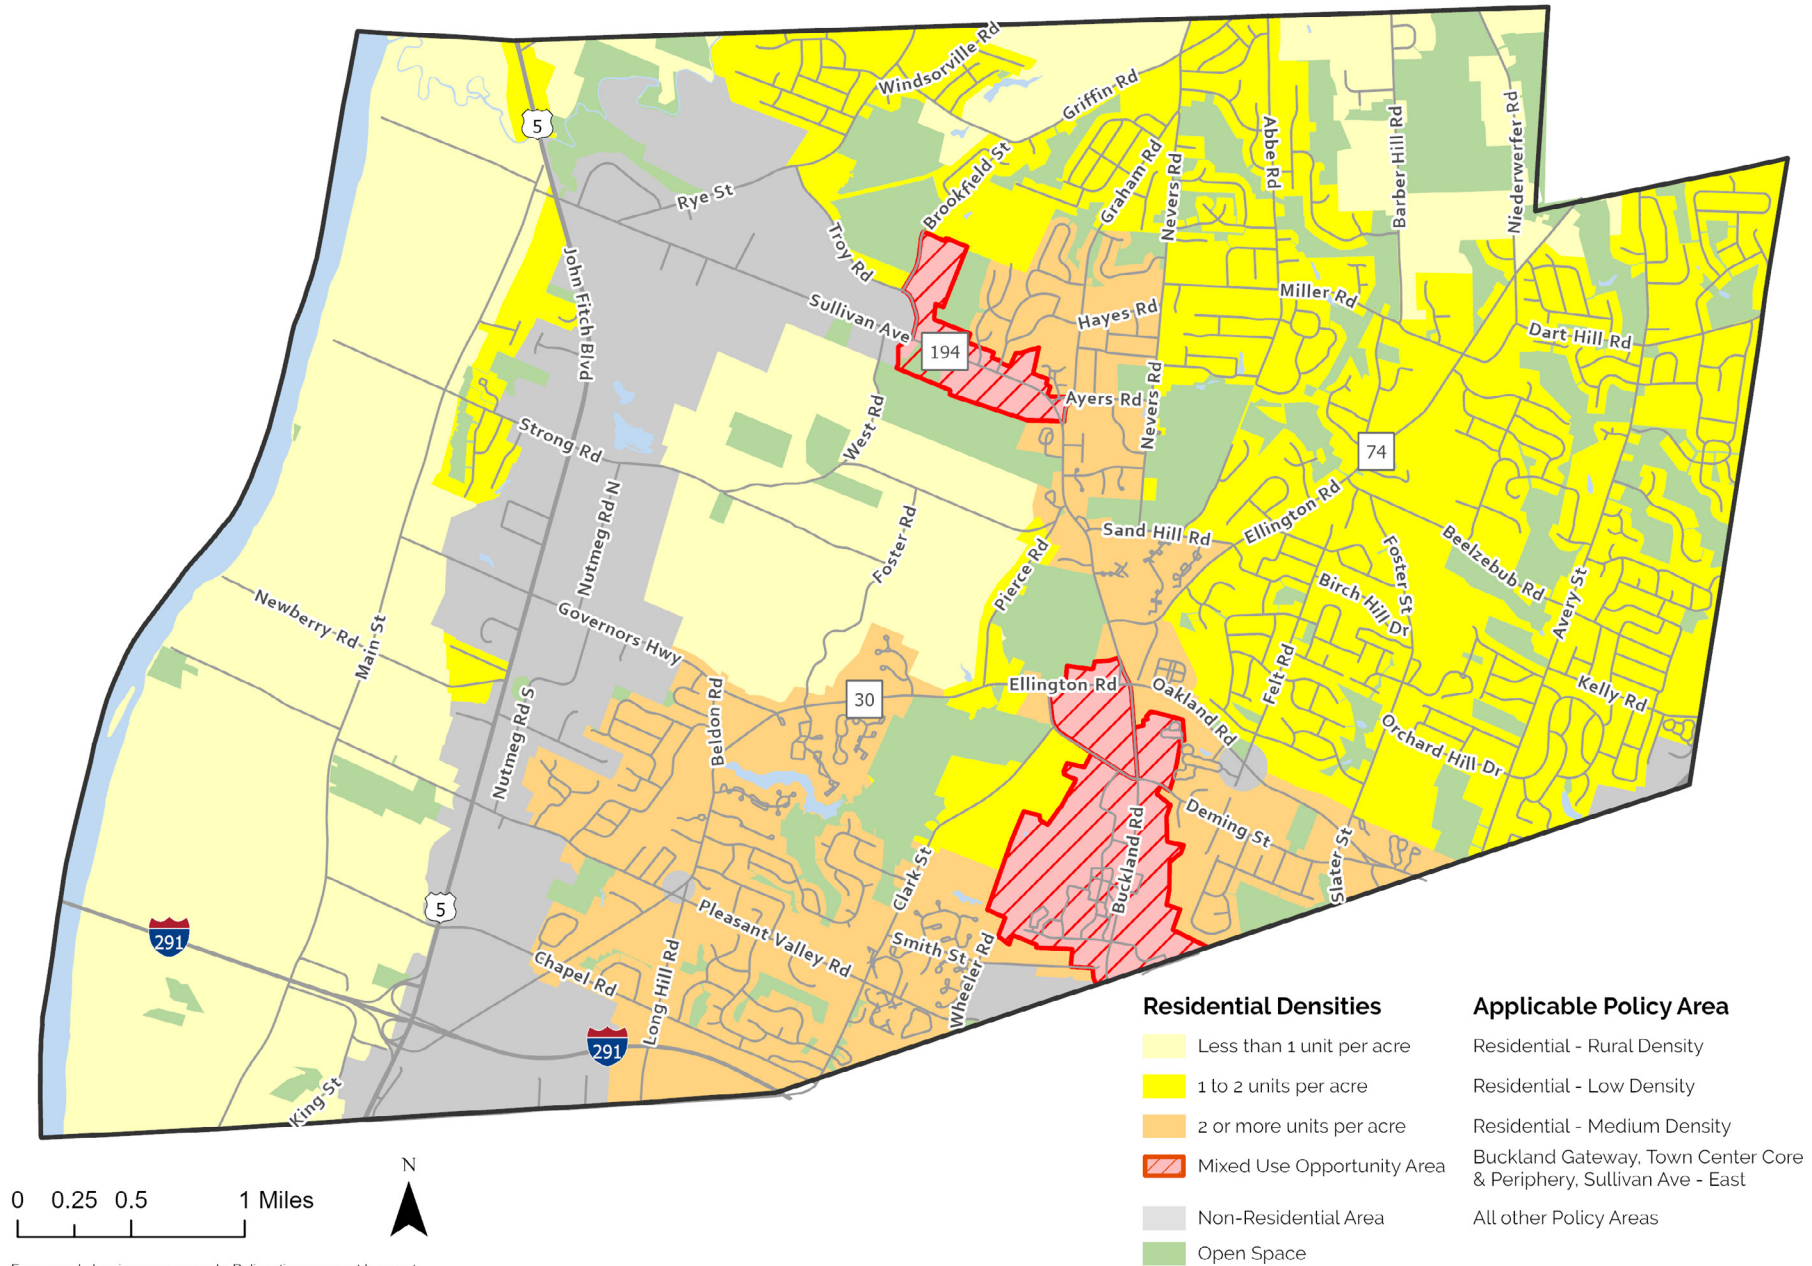 Windsorville Rd
Griffin Rd
5
Abbe Rd
Barber Hill Rd
Niederwerfer Rd
Brookfield St
Graham Rd
Nevers Rd
Rye St
Troy Rd
John Fitch Blvd
Sullivan Ave
Miller Rd
Hayes Rd
Dart Hill Rd
194
Ayers Rd
Nevers Rd
West Rd
Strong Rd
74
Nutmeg Rd N
Foster Rd
Sand Hill Rd
Ellington Rd
Beelzebub Rd
Foster St
Pierce Rd
Birch Hill Dr
Avery St
Newberry Rd
Main St
Governors Hwy
Felt Rd
Kelly Rd
Ellington Rd
Oakland Rd
30
Beldon Rd
Nutmeg Rd S
Orchard Hill Dr
Deming St
Buckland Rd
Slater St
Clark St
5
291
Pleasant Valley Rd
Smith St
Wheeler Rd
Chapel Rd
Long Hill Rd
291
King St
Residential Densities Applicable Policy Area
Less than 1 unit per acre Residential - Rural Density
1 to 2 units per acre Residential - Low Density
2 or more units per acre Residential - Medium Density
Mixed Use Opportunity Area Buckland Gateway, Town Center Core
& Periphery, Sullivan Ave - East
Non-Residential Area All other Policy Areas
Open Space
N
0 0.25 0.5 1 Miles